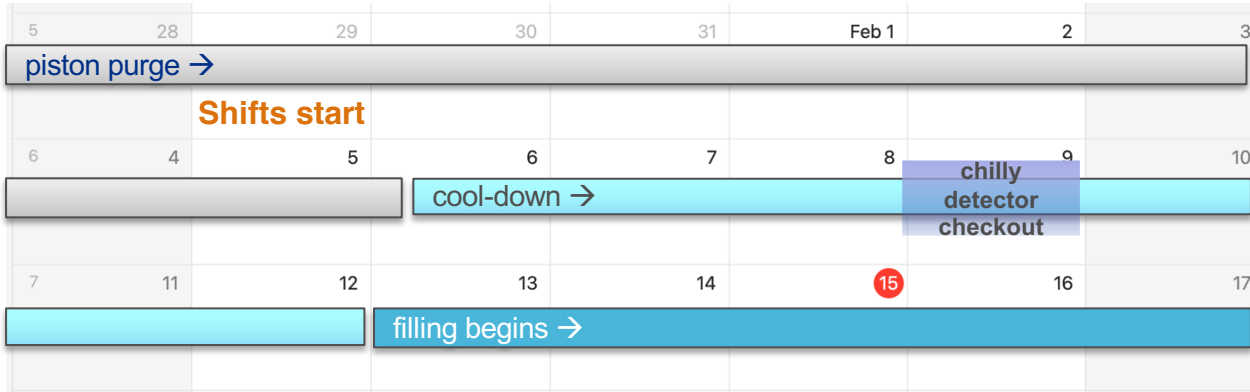 5 28 29 30 31 Feb 1 2 3
piston purge →
Shifts start
6 4 5 6 7 8 9 10
cool-down →
chilly
detector
checkout
7 11 12 13 14 15 16 17
filling begins →